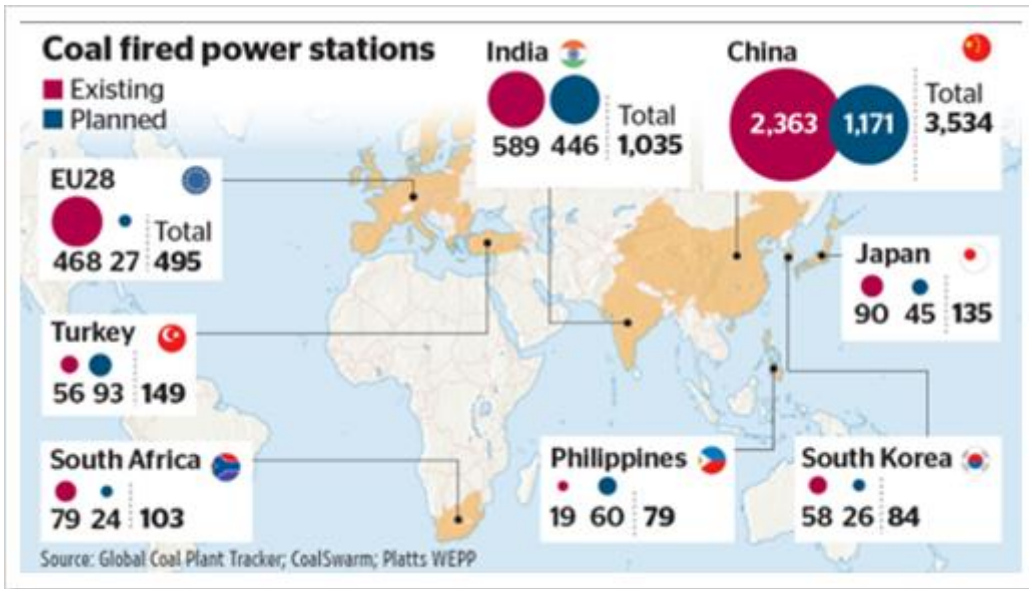 Coal fired power stations
Existing
Planned
India
589 446 Total 1,035
China
2,363 1,171 Total 3,534
EU28
468 27 Total 495
Japan
90 45 135
Turkey
56 93 149
South Africa
79 24 103
Philippines
19 60 79
South Korea
58 26 84
Source: Global Coal Plant Tracker; CoalSwarm; Platts WEPP